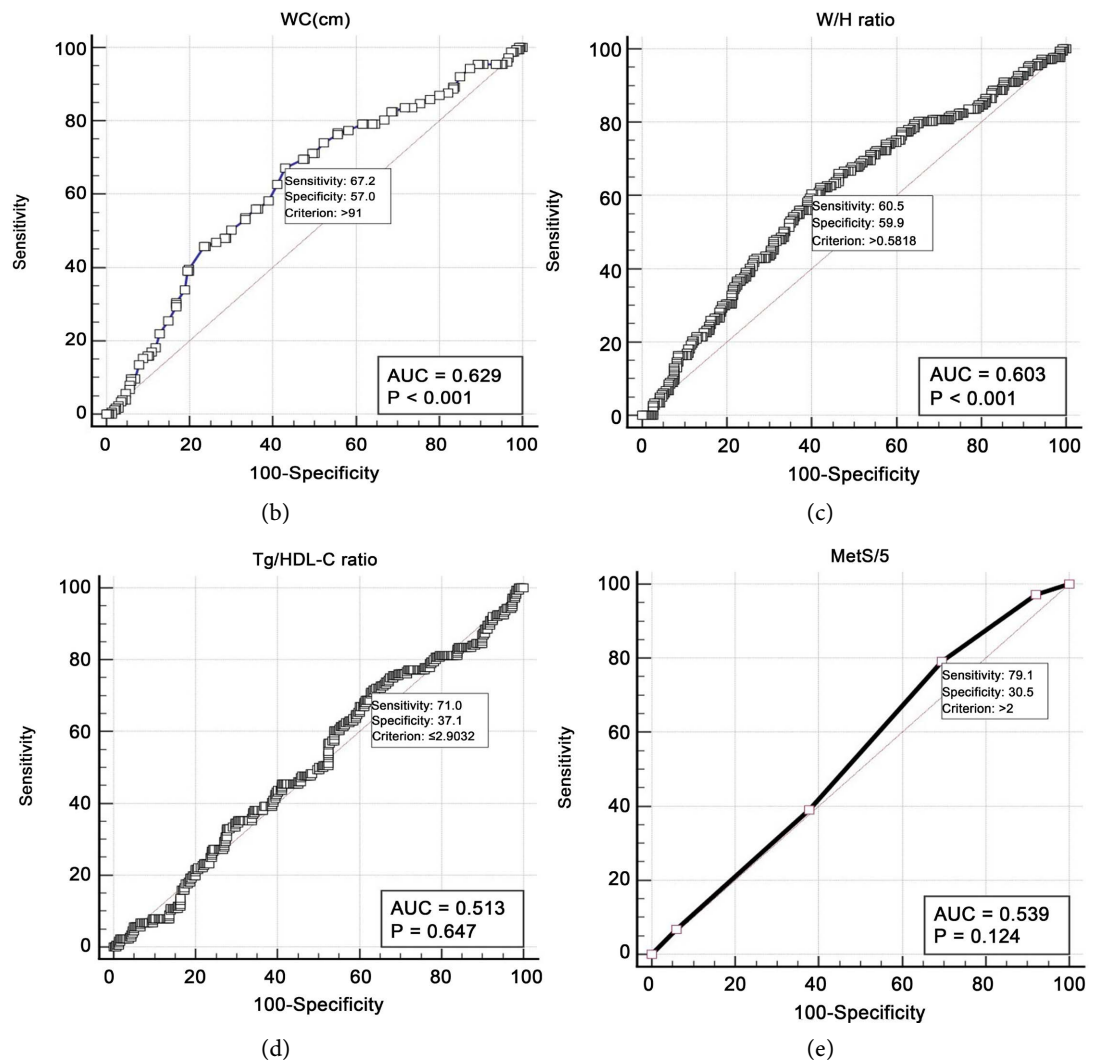 WC(cm)
100
80
60
40
20
0
Sensitivity
Sensitivity: 67.2
Specificity: 57.0
Criterion: >91
AUC = 0.629
P < 0.001
0 20 40 60 80 100
100-Specificity
(b)
W/H ratio
100
80
60
40
20
0
Sensitivity
Sensitivity: 60.5
Specificity: 59.9
Criterion: >0.5818
AUC = 0.603
P < 0.001
0 20 40 60 80 100
100-Specificity
(c)
Tg/HDL-C ratio
100
80
60
40
20
0
Sensitivity
Sensitivity: 71.0
Specificity: 37.1
Criterion: ≤2.9032
AUC = 0.513
P = 0.647
0 20 40 60 80 100
100-Specificity
(d)
MetS/5
100
80
60
40
20
0
Sensitivity
Sensitivity: 79.1
Specificity: 30.5
Criterion: >2
AUC = 0.539
P = 0.124
0 20 40 60 80 100
100-Specificity
(e)